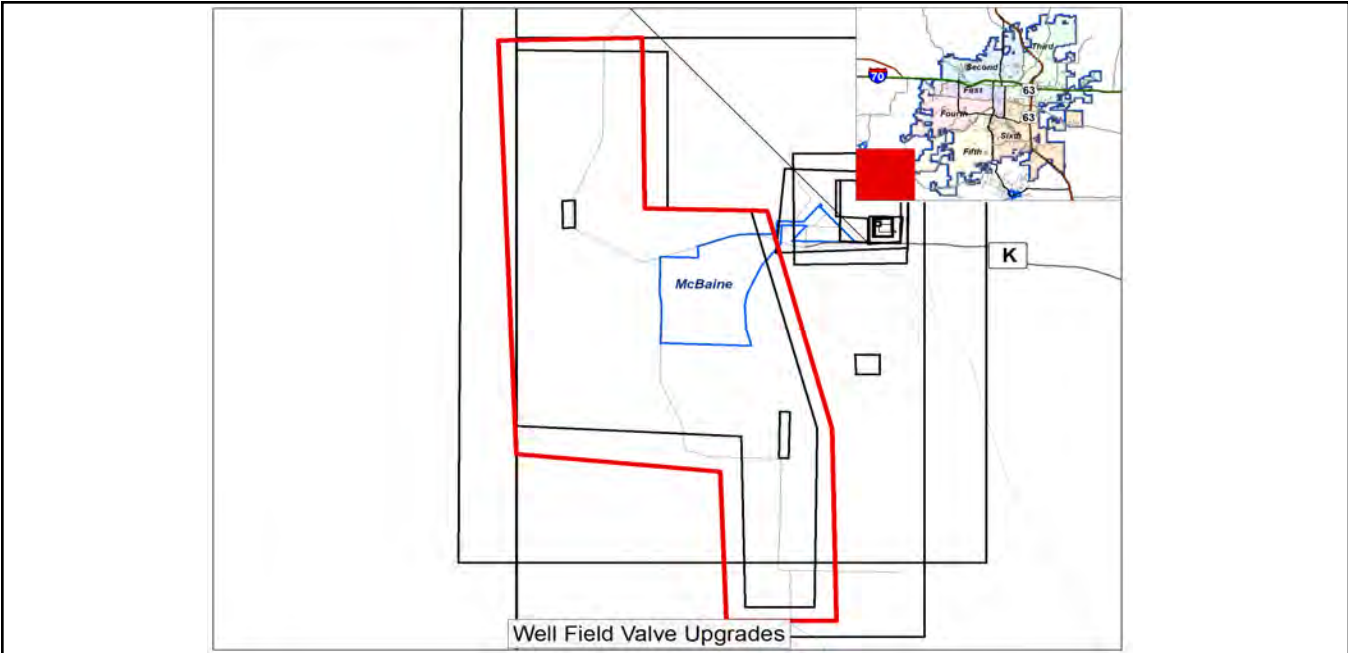 Third
Second
70
63
First
Fourth
63
Sixth
Fifth
K
McBaine
Well Field Valve Upgrades